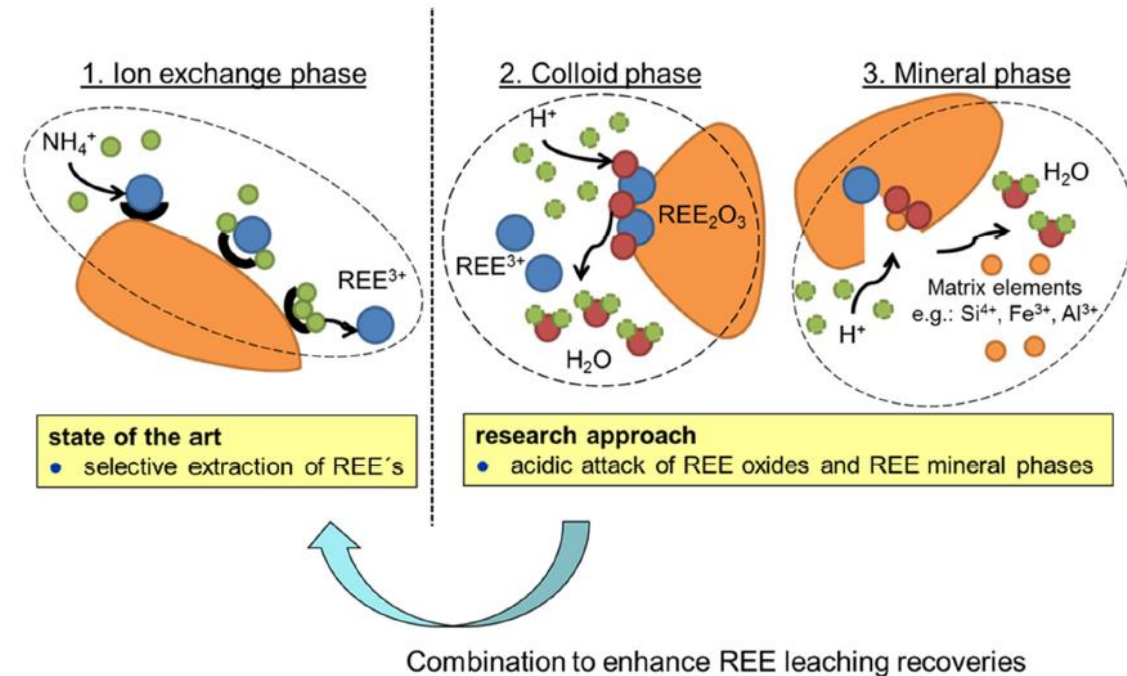 1. Ion exchange phase
NH₄⁺
REE³⁺
state of the art
• selective extraction of REE´s
2. Colloid phase
H⁺
REE₂O₃
REE³⁺
H₂O
3. Mineral phase
H₂O
Matrix elements
e.g.: Si⁴⁺, Fe³⁺, Al³⁺
H⁺
research approach
• acidic attack of REE oxides and REE mineral phases
Combination to enhance REE leaching recoveries